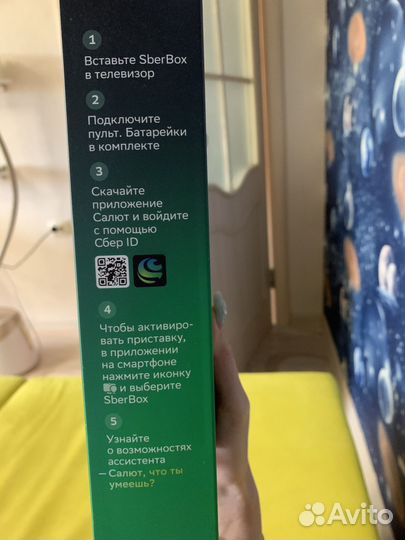 1
Вставьте SberBox
в телевизор
2
Подключите
пульт. Батарейки
в комплекте
3
Скачайте
приложение
Салют и войдите
с помощью
Сбер ID
4
Чтобы активиро-
вать приставку,
в приложении
на смартфоне
нажмите иконку
и выберите
SberBox
5
Узнайте
о возможностях
ассистента
— Салют, что ты
умеешь?
Avito